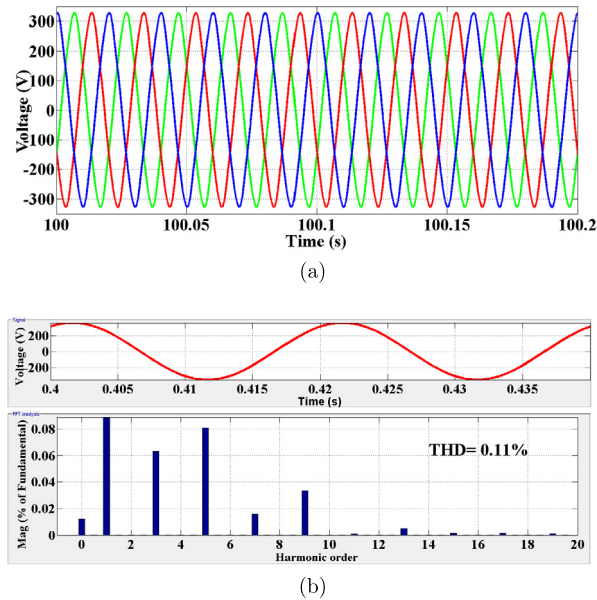 300
200
100
0
-100
-200
-300
Voltage (V)
100 100.05 100.1 100.15 100.2
Time (s)
(a)
Signal
200
0
200
Voltage (V)
0.4 0.405 0.41 0.415 0.42 0.425 0.43 0.435
Time (s)
FFT analysis
0.08
0.06
0.04
0.02
0
Mag (% of Fundamental)
THD= 0.11%
0 2 4 6 8 10 12 14 16 18 20
Harmonic order
(b)